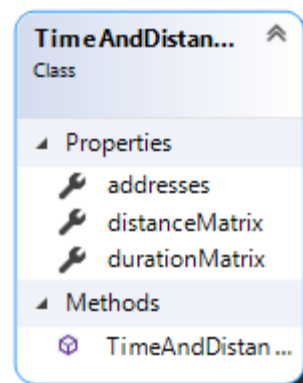 TimeAndDistan...
Class
Properties
addresses
distanceMatrix
durationMatrix
Methods
TimeAndDistan ...